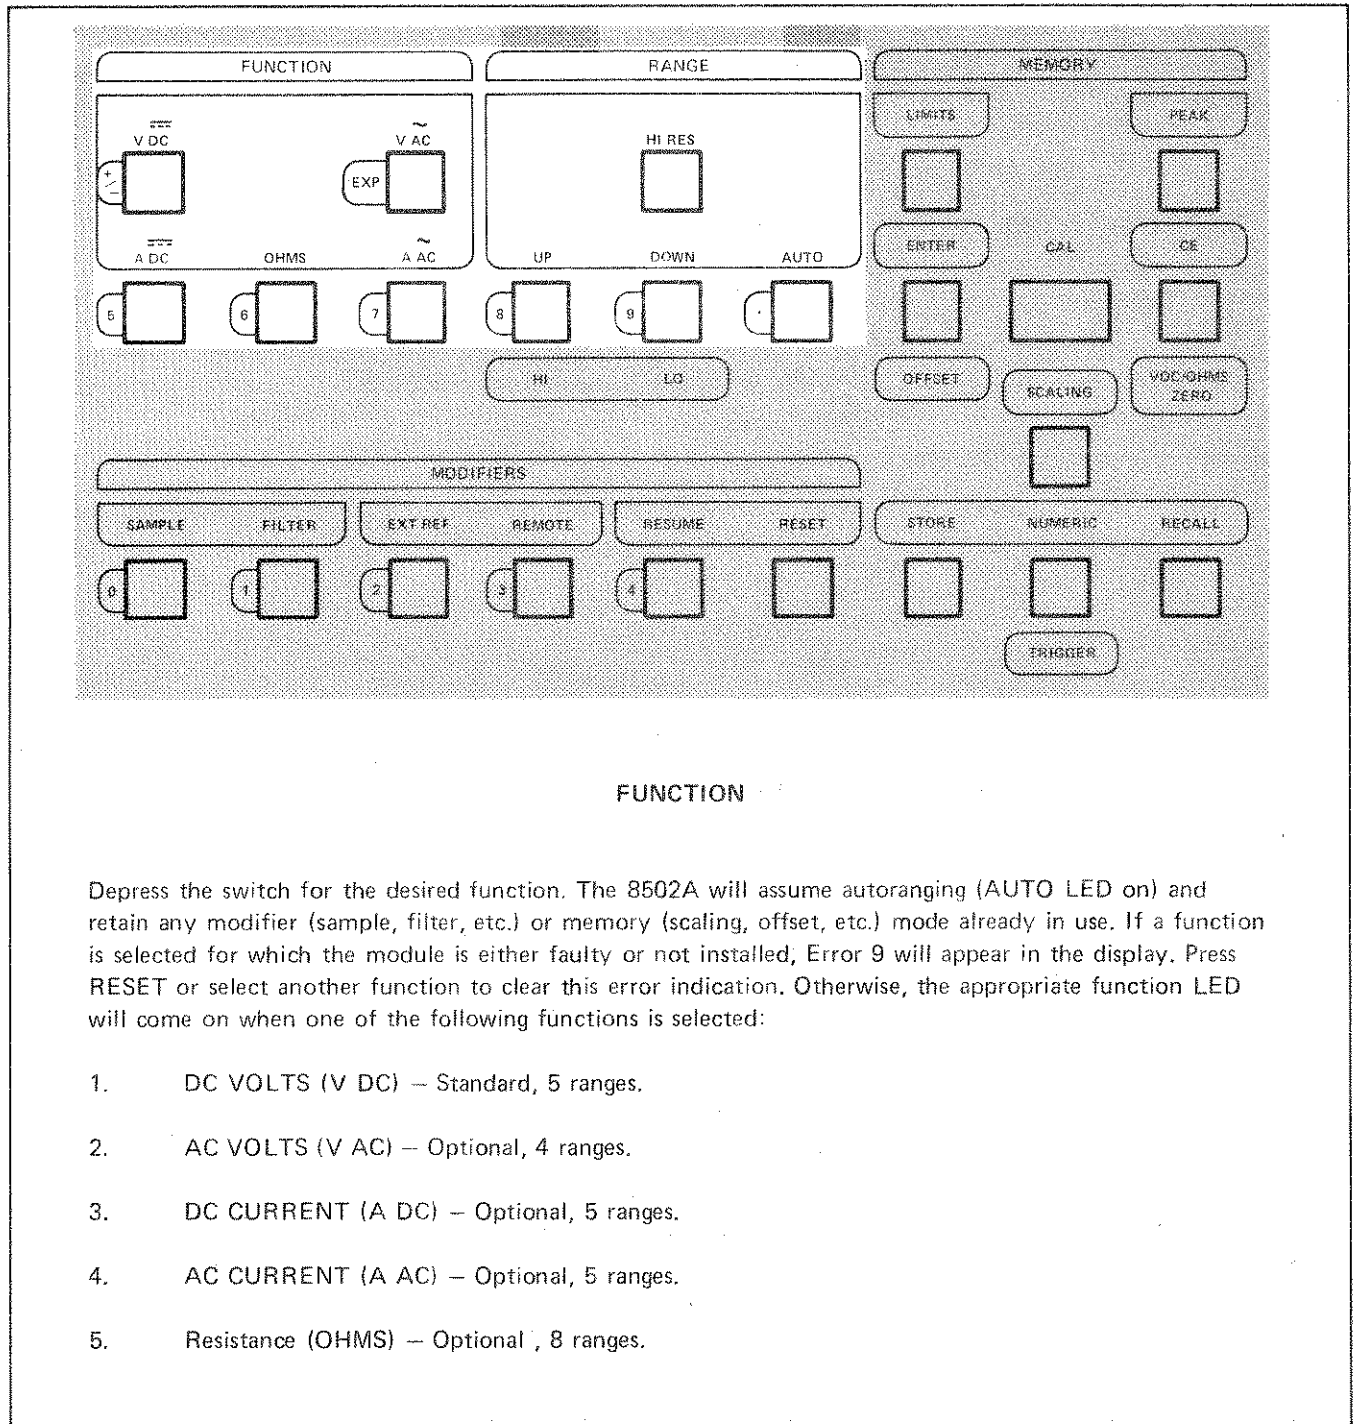 FUNCTION RANGE MEMORY
LIMITS PEAK
V DC V AC HI RES
+/− EXP
ENTER CAL CE
A DC OHMS A AC UP DOWN AUTO
5 6 7 8 9 .
HI LO OFFSET SCALING VDC/OHMS
ZERO
MODIFIERS
SAMPLE FILTER EXT REF REMOTE RESUME RESET STORE NUMERIC RECALL
0 1 2 3 4
TRIGGER
FUNCTION
Depress the switch for the desired function. The 8502A will assume autoranging (AUTO LED on) and
retain any modifier (sample, filter, etc.) or memory (scaling, offset, etc.) mode already in use. If a function
is selected for which the module is either faulty or not installed, Error 9 will appear in the display. Press
RESET or select another function to clear this error indication. Otherwise, the appropriate function LED
will come on when one of the following functions is selected:
1. DC VOLTS (V DC) — Standard, 5 ranges.
2. AC VOLTS (V AC) — Optional, 4 ranges.
3. DC CURRENT (A DC) — Optional, 5 ranges.
4. AC CURRENT (A AC) — Optional, 5 ranges.
5. Resistance (OHMS) — Optional , 8 ranges.